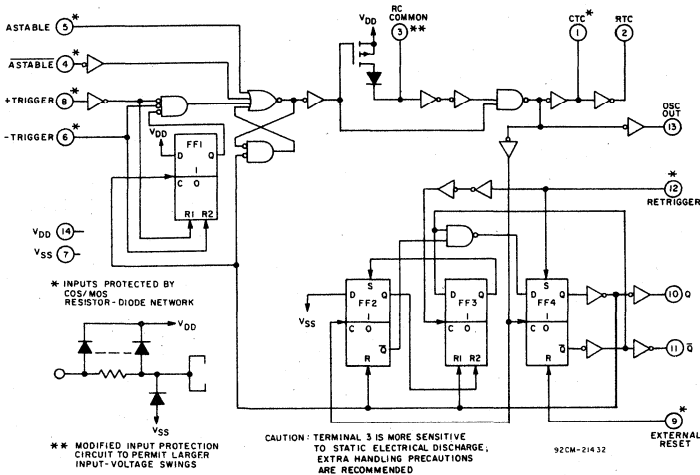 ASTABLE 5 *
ASTABLE 4 *
+TRIGGER 8 *
-TRIGGER 6 *
VDD
RC
COMMON
3 **
CTC *
1
RTC
2
OSC
OUT
13
VDD
D FF1 Q
1
C O
R1 R2
12 *
RETRIGGER
VDD 14
VSS 7
* INPUTS PROTECTED BY
COS/MOS
RESISTOR-DIODE NETWORK
VDD
VSS
** MODIFIED INPUT PROTECTION
CIRCUIT TO PERMIT LARGER
INPUT-VOLTAGE SWINGS
VSS
S
D FF2
1
C O
Q
R
D FF3 Q
1
C O
R1 R2
S
D FF4 Q
1
C O
Q
R
10 Q
11 Q
9 *
EXTERNAL
RESET
CAUTION: TERMINAL 3 IS MORE SENSITIVE
TO STATIC ELECTRICAL DISCHARGE;
EXTRA HANDLING PRECAUTIONS
ARE RECOMMENDED
92CM-21432